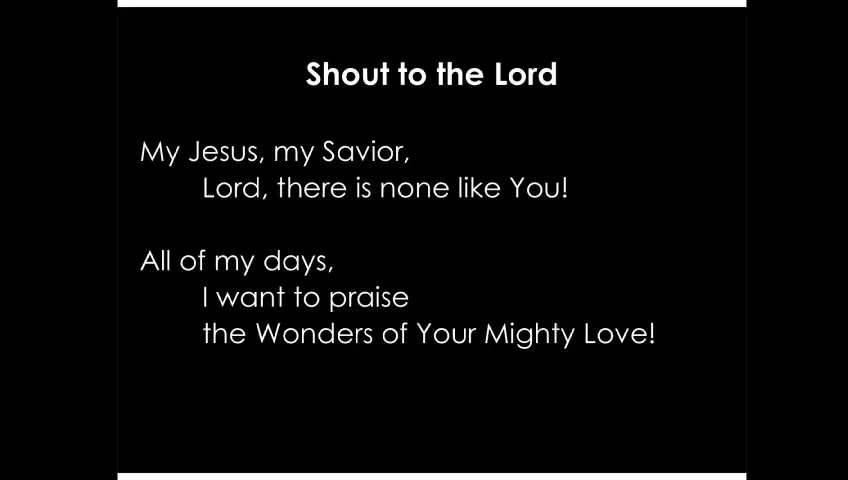 Shout to the Lord
My Jesus, my Savior,
Lord, there is none like You!
All of my days,
I want to praise
the Wonders of Your Mighty Love!